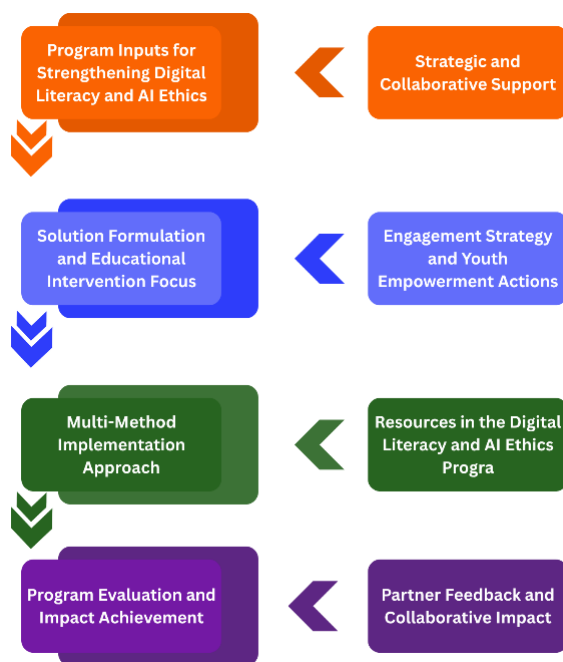 Program Inputs for
Strengthening Digital
Literacy and AI Ethics
Strategic and
Collaborative Support
Solution Formulation
and Educational
Intervention Focus
Engagement Strategy
and Youth
Empowerment Actions
Multi-Method
Implementation
Approach
Resources in the Digital
Literacy and AI Ethics
Progra
Program Evaluation and
Impact Achievement
Partner Feedback and
Collaborative Impact